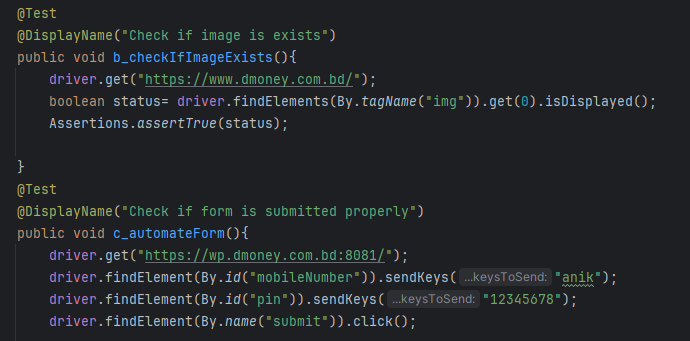 @Test
@DisplayName("Check if image is exists")
public void b_checkIfImageExists(){
driver.get("https://www.dmoney.com.bd/");
boolean status= driver.findElements(By.tagName("img")).get(0).isDisplayed();
Assertions.assertTrue(status);
}
@Test
@DisplayName("Check if form is submitted properly")
public void c_automateForm(){
driver.get("https://wp.dmoney.com.bd:8081/");
driver.findElement(By.id("mobileNumber")).sendKeys( ...keysToSend: "anik");
driver.findElement(By.id("pin")).sendKeys( ...keysToSend: "12345678");
driver.findElement(By.name("submit")).click();